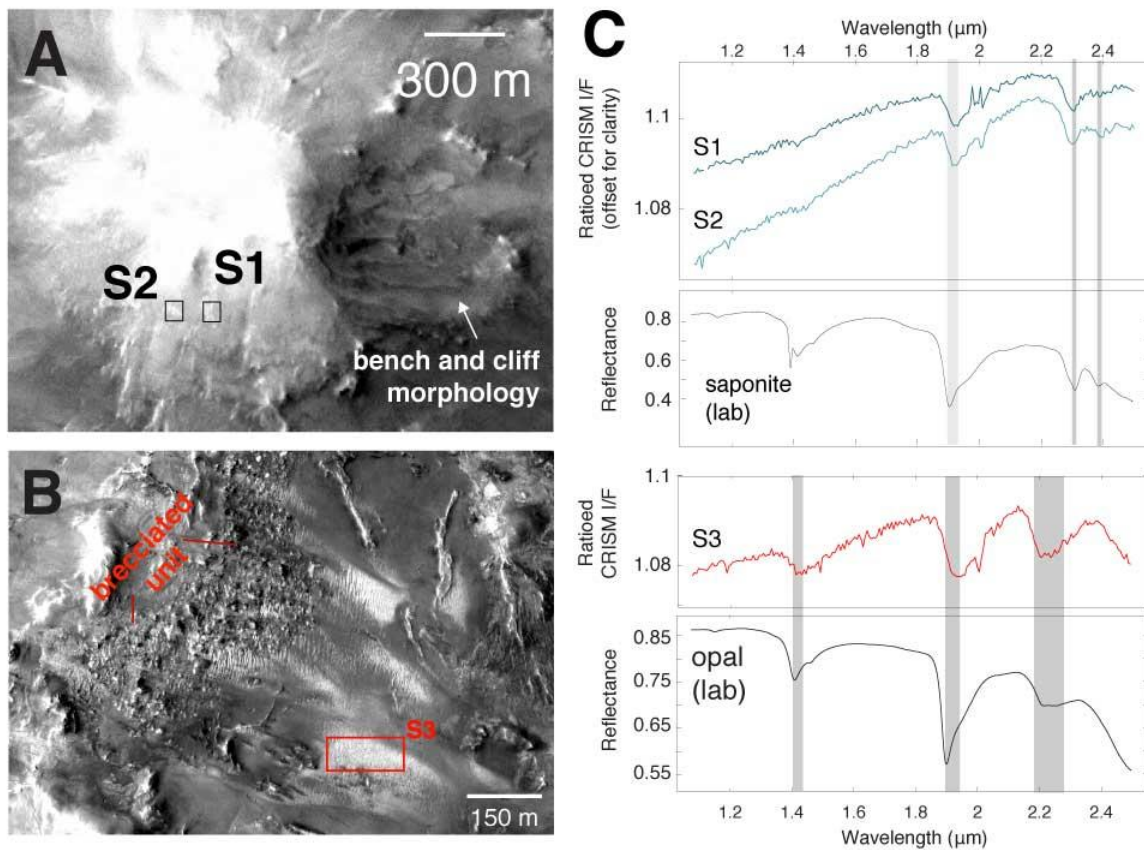 A
300 m
S2
S1
bench and cliff
morphology
B
brecciated
unit
S3
150 m
C
Wavelength (μm)
1.2 1.4 1.6 1.8 2 2.2 2.4
Ratioed CRISM I/F
(offset for clarity)
1.1
1.08
S1
S2
Reflectance
0.8
0.6
0.4
saponite
(lab)
Ratioed
CRISM I/F
1.1
1.08
S3
Reflectance
0.85
0.75
0.65
0.55
opal
(lab)
1.2 1.4 1.6 1.8 2 2.2 2.4
Wavelength (μm)